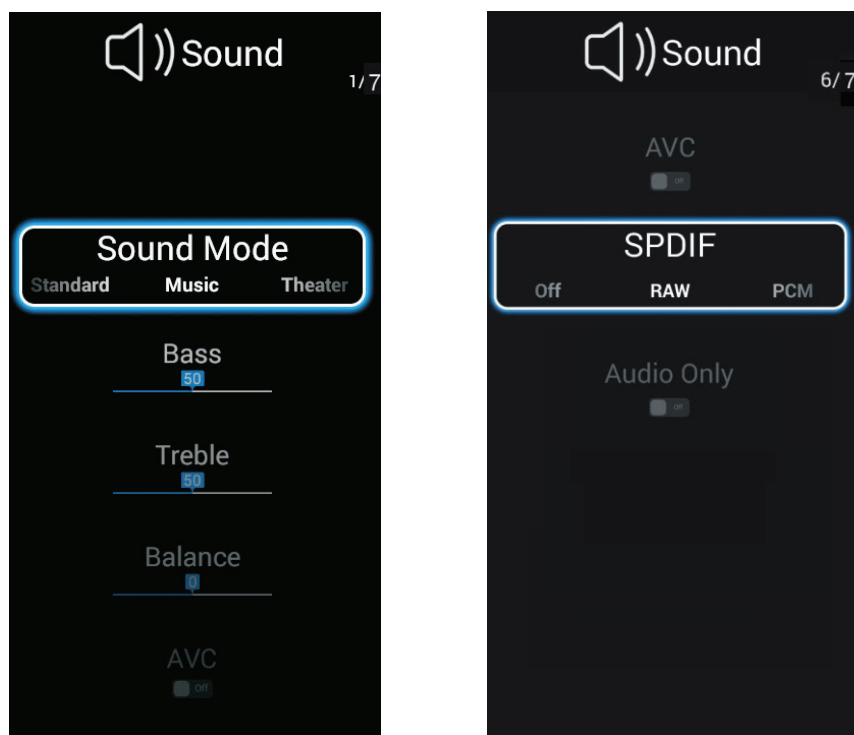 Sound
1/7
Sound Mode
Standard Music Theater
Bass
50
Treble
50
Balance
0
AVC
Off
Sound
6/7
AVC
Off
SPDIF
Off RAW PCM
Audio Only
Off